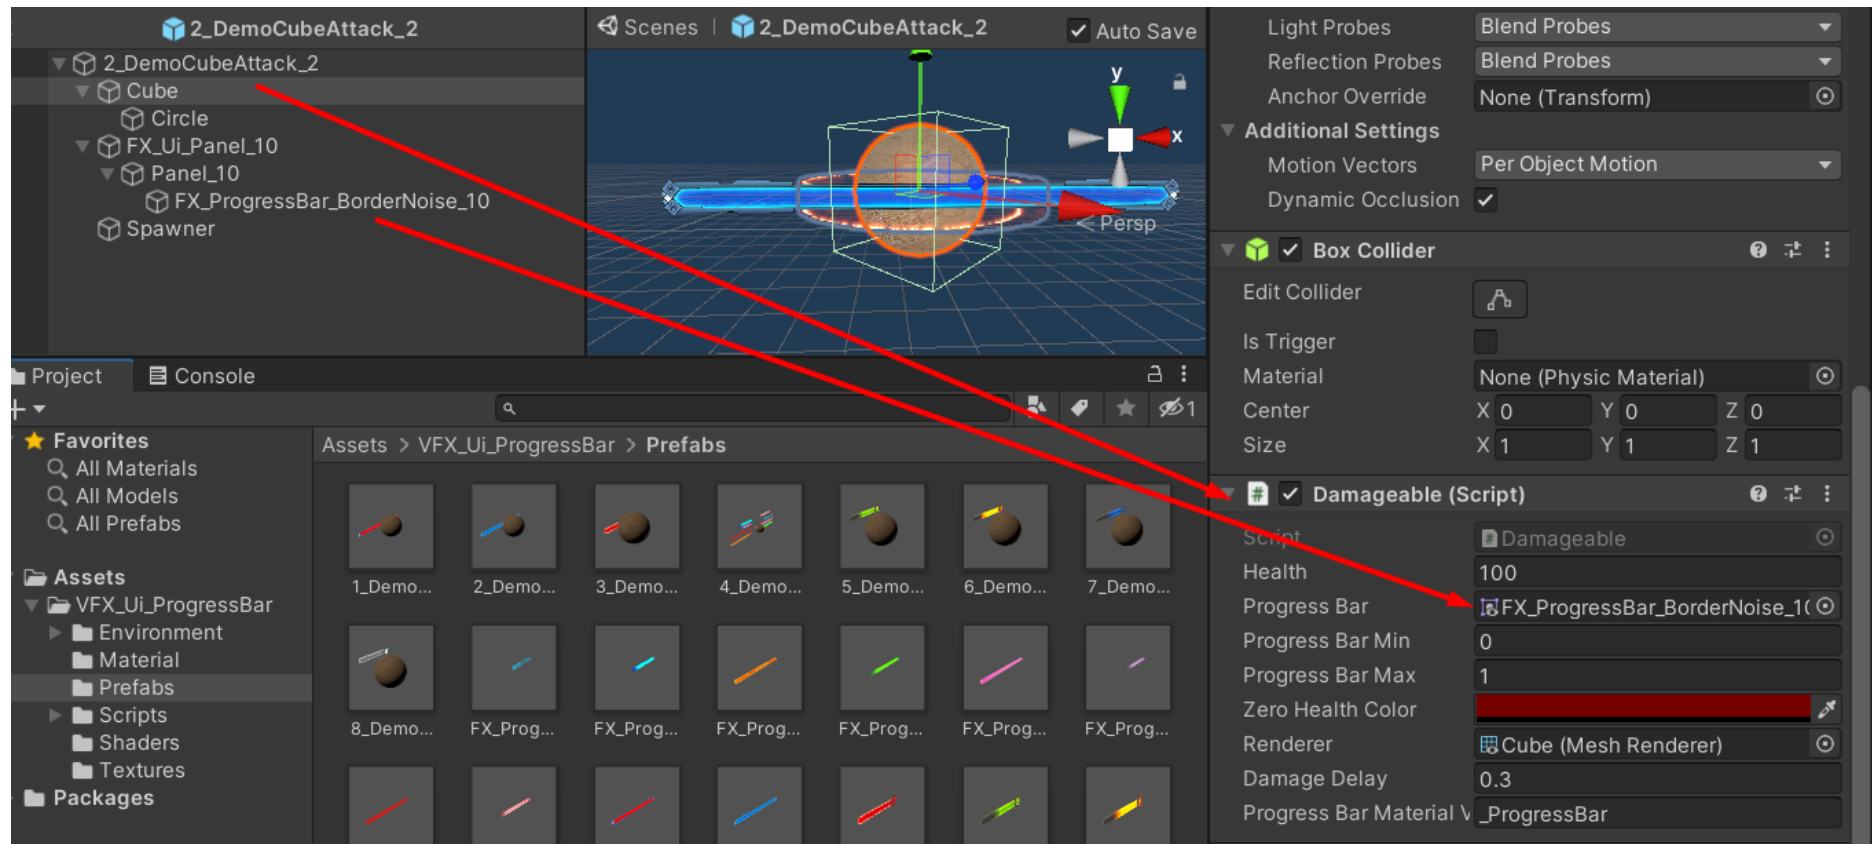 2_DemoCubeAttack_2
2_DemoCubeAttack_2
Cube
Circle
FX_Ui_Panel_10
Panel_10
FX_ProgressBar_BorderNoise_10
Spawner
Scenes | 2_DemoCubeAttack_2
Auto Save
y
x
< Persp
Project
Console
1
Favorites
All Materials
All Models
All Prefabs
Assets
VFX_Ui_ProgressBar
Environment
Material
Prefabs
Scripts
Shaders
Textures
Packages
Assets > VFX_Ui_ProgressBar > Prefabs
1_Demo... 2_Demo... 3_Demo... 4_Demo... 5_Demo... 6_Demo... 7_Demo...
8_Demo... FX_Prog... FX_Prog... FX_Prog... FX_Prog... FX_Prog... FX_Prog...
Light Probes Blend Probes
Reflection Probes Blend Probes
Anchor Override None (Transform)
Additional Settings
Motion Vectors Per Object Motion
Dynamic Occlusion
Box Collider
Edit Collider
Is Trigger
Material None (Physic Material)
Center X 0 Y 0 Z 0
Size X 1 Y 1 Z 1
# Damageable (Script)
Script Damageable
Health 100
Progress Bar FX_ProgressBar_BorderNoise_10
Progress Bar Min 0
Progress Bar Max 1
Zero Health Color
Renderer Cube (Mesh Renderer)
Damage Delay 0.3
Progress Bar Material V _ProgressBar